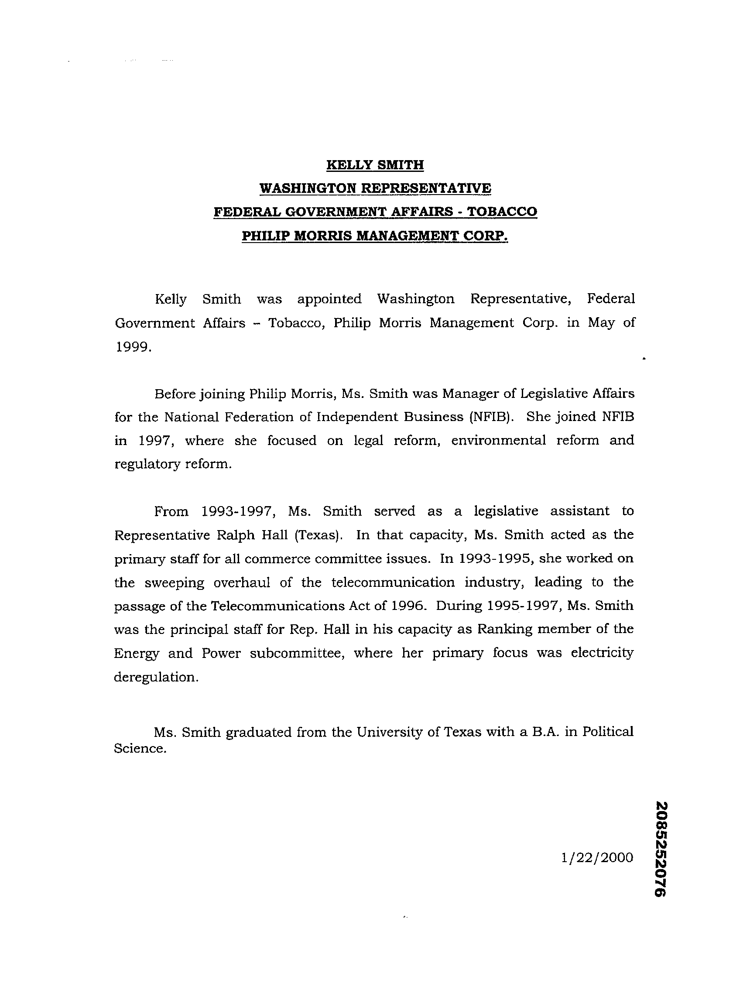 KELLY SMITH
WASHINGTON REPRESENTATIVE
FEDERAL GOVERNMENT AFFAIRS - TOBACCO
PHILIP MORRIS MANAGEMENT CORP.
Kelly Smith was appointed Washington Representative, Federal
Government Affairs – Tobacco, Philip Morris Management Corp. in May of
1999.
Before joining Philip Morris, Ms. Smith was Manager of Legislative Affairs
for the National Federation of Independent Business (NFIB). She joined NFIB
in 1997, where she focused on legal reform, environmental reform and
regulatory reform.
From 1993-1997, Ms. Smith served as a legislative assistant to
Representative Ralph Hall (Texas). In that capacity, Ms. Smith acted as the
primary staff for all commerce committee issues. In 1993-1995, she worked on
the sweeping overhaul of the telecommunication industry, leading to the
passage of the Telecommunications Act of 1996. During 1995-1997, Ms. Smith
was the principal staff for Rep. Hall in his capacity as Ranking member of the
Energy and Power subcommittee, where her primary focus was electricity
deregulation.
Ms. Smith graduated from the University of Texas with a B.A. in Political
Science.
1/22/2000
2085252076